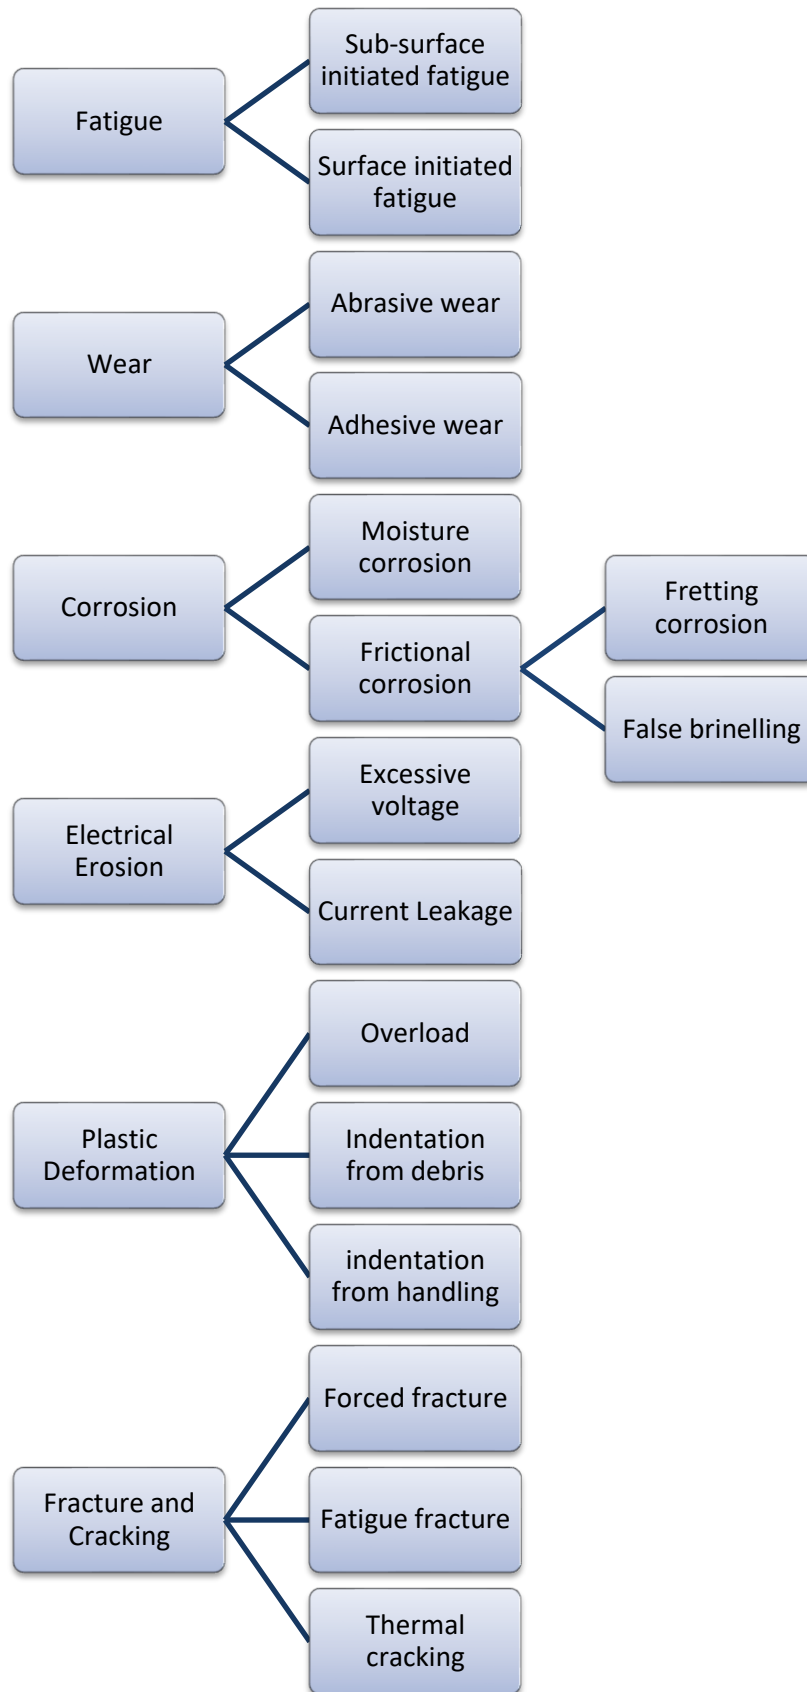 Fatigue
Sub-surface
initiated fatigue
Surface initiated
fatigue
Wear
Abrasive wear
Adhesive wear
Corrosion
Moisture
corrosion
Frictional
corrosion
Fretting
corrosion
False brinelling
Electrical
Erosion
Excessive
voltage
Current Leakage
Plastic
Deformation
Overload
Indentation
from debris
indentation
from handling
Fracture and
Cracking
Forced fracture
Fatigue fracture
Thermal
cracking